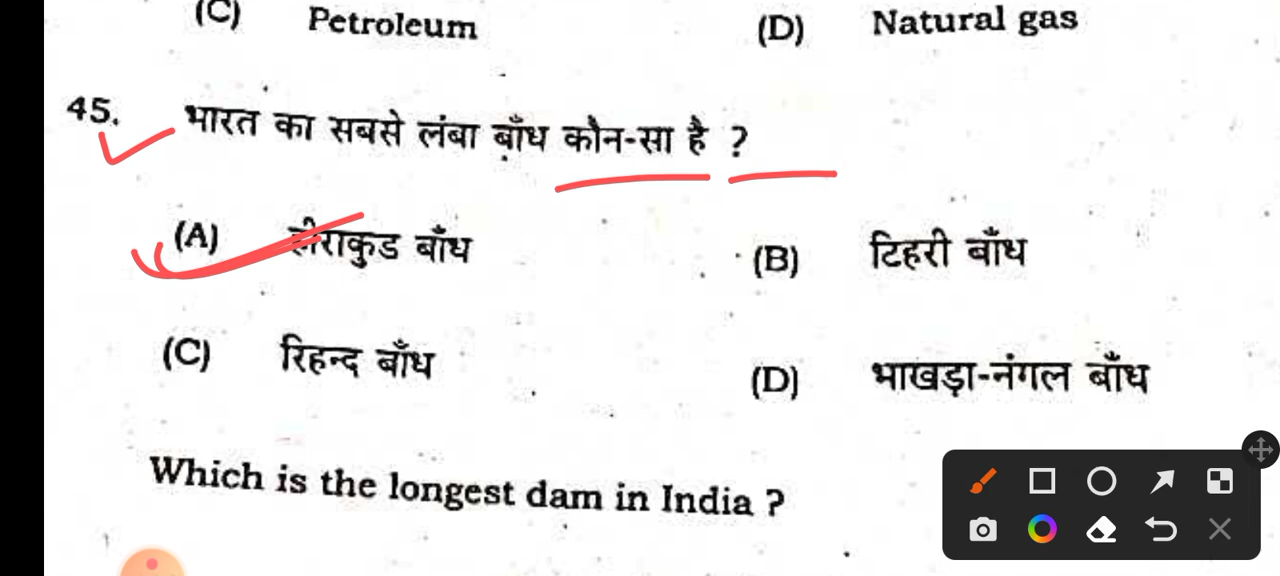 (C) Petroleum (D) Natural gas
45. भारत का सबसे लंबा बाँध कौन-सा है ?
(A) हीराकुड बाँध (B) टिहरी बाँध
(C) रिहन्द बाँध (D) भाखड़ा-नंगल बाँध
Which is the longest dam in India ?